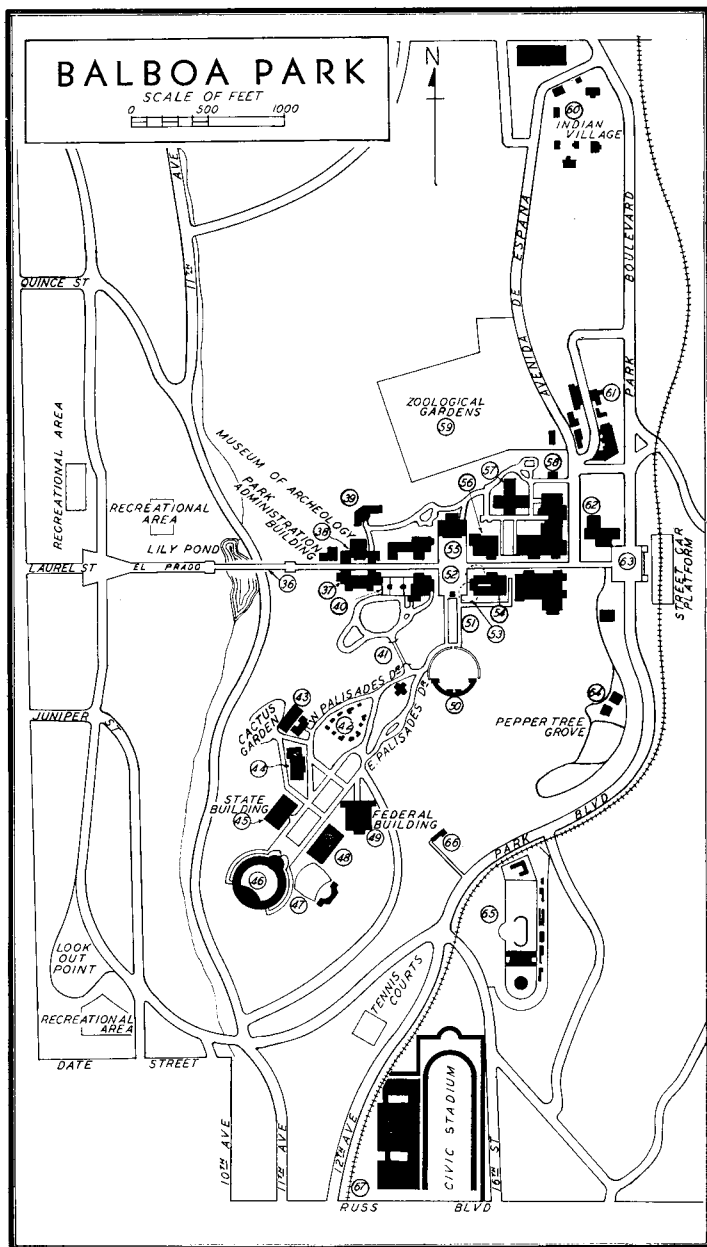 BALBOA PARK
SCALE OF FEET
0 500 1000
N
60
INDIAN
VILLAGE
11TH AVE
AVENIDA DE ESPANA
PARK BOULEVARD
QUINCE ST
ZOOLOGICAL
GARDENS
59
61
RECREATIONAL AREA
RECREATIONAL
AREA
MUSEUM OF ARCHEOLOGY
PARK
ADMINISTRATION
BUILDING
39
38
56
57
58
62
LILY POND
LAUREL ST
EL PRADO
36
37
40
55
52
51
54
53
63
STREET CAR
PLATFORM
41
50
64
PEPPER TREE
GROVE
JUNIPER ST
43
W PALISADES DR
E. PALISADES DR
CACTUS
GARDEN
42
44
STATE
BUILDING
45
FEDERAL
BUILDING
49
48
46
47
66
PARK BLVD
65
LOOK
OUT
POINT
RECREATIONAL
AREA
TENNIS
COURTS
DATE STREET
10TH AVE
11TH AVE
12TH AVE
CIVIC STADIUM
16TH ST
67
RUSS BLVD